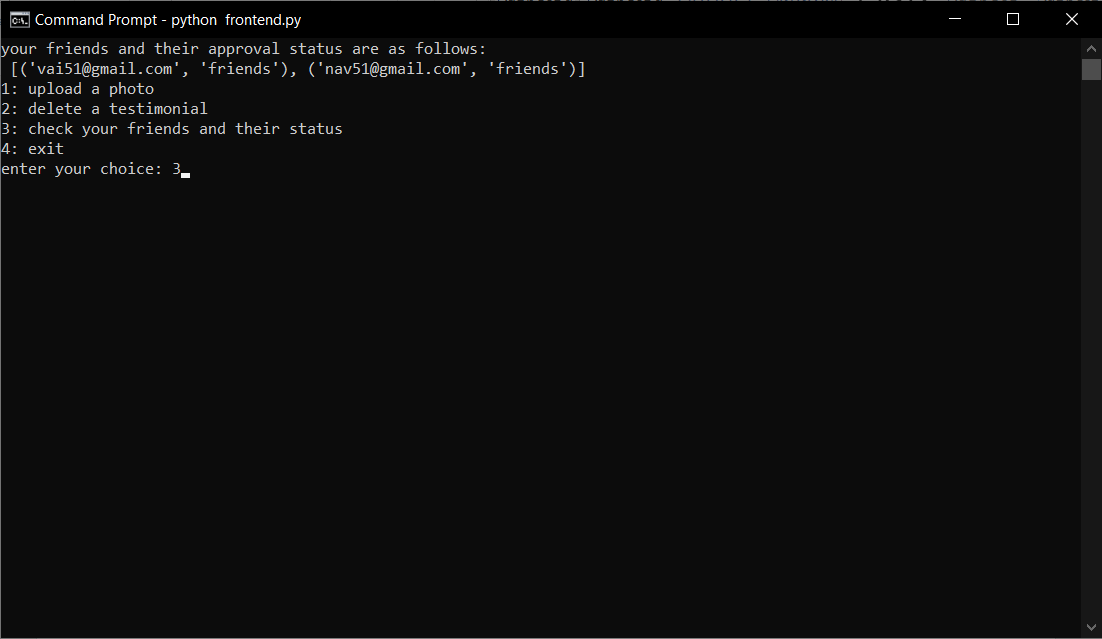 Command Prompt - python  frontend.py
your friends and their approval status are as follows:
 [('vai51@gmail.com', 'friends'), ('nav51@gmail.com', 'friends')]
1: upload a photo
2: delete a testimonial
3: check your friends and their status
4: exit
enter your choice: 3